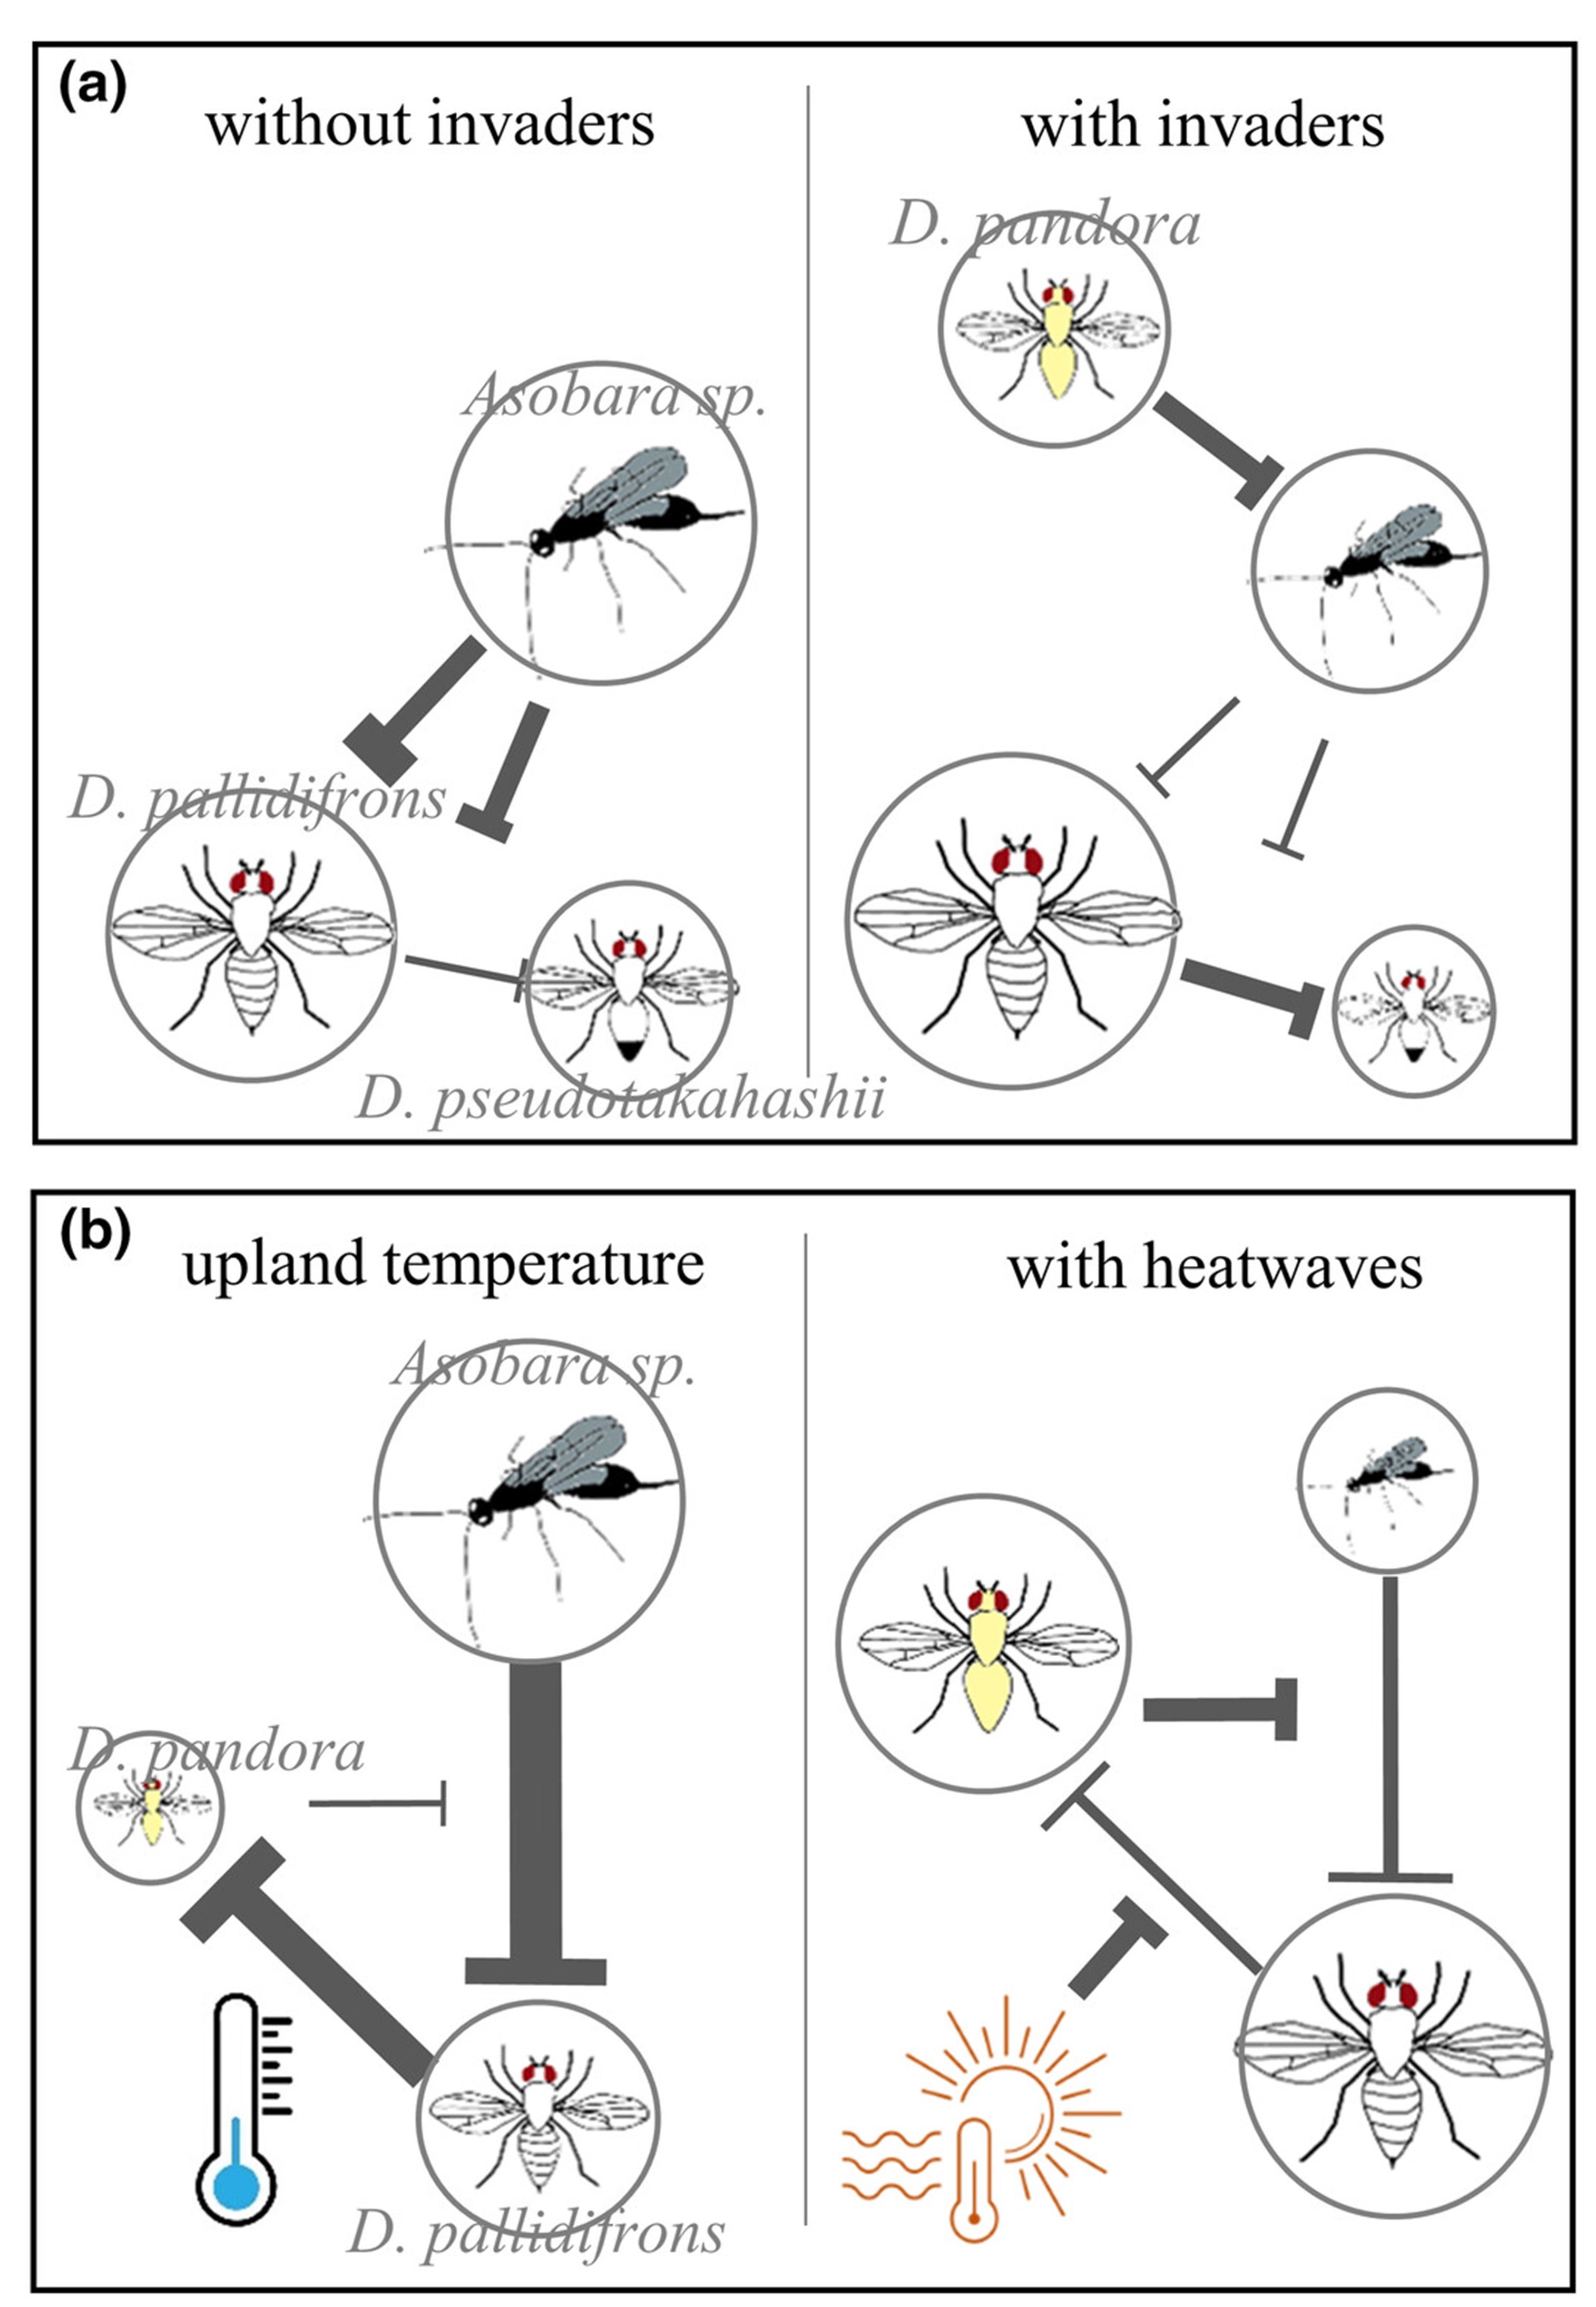 (a)
without invaders
with invaders
D. pandora
Asobara sp.
D. pallidifrons
D. pseudotakahashii
(b)
upland temperature
with heatwaves
Asobara sp.
D. pandora
D. pallidifrons